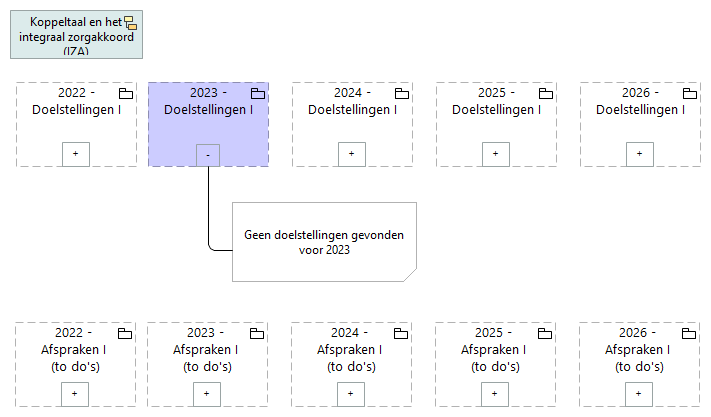 Koppeltaal en het
integraal zorgakkoord
(IZA)
2022 -
Doelstellingen I
+
2023 -
Doelstellingen I
-
2024 -
Doelstellingen I
+
2025 -
Doelstellingen I
+
2026 -
Doelstellingen I
+
Geen doelstellingen gevonden
voor 2023
2022 -
Afspraken I
(to do's)
+
2023 -
Afspraken I
(to do's)
+
2024 -
Afspraken I
(to do's)
+
2025 -
Afspraken I
(to do's)
+
2026 -
Afspraken I
(to do's)
+